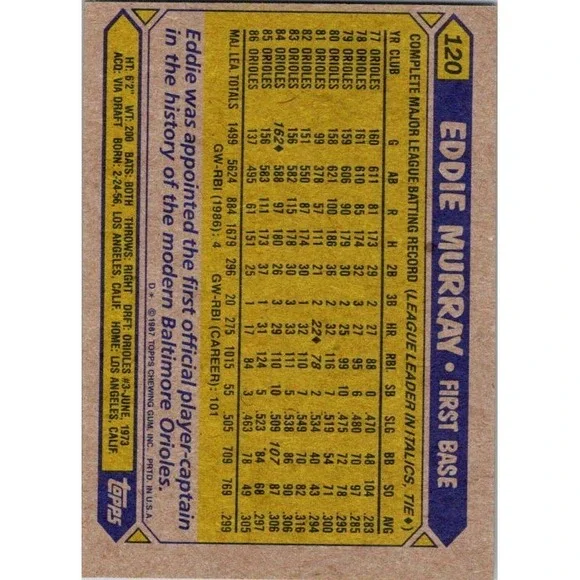 120 EDDIE MURRAY • FIRST BASE
COMPLETE MAJOR LEAGUE BATTING RECORD (LEAGUE LEADER IN ITALICS, TIE ♦)
YR CLUB G AB R H 2B 3B HR RBI SB SLG BB SO AVG
77 ORIOLES 160 611 81 173 29 2 27 88 0 .470 48 104 .283
78 ORIOLES 161 610 85 174 32 3 27 95 6 .480 70 97 .285
79 ORIOLES 159 606 90 179 30 2 25 99 10 .475 72 78 .295
80 ORIOLES 158 621 100 186 36 2 32 116 7 .519 54 71 .300
81 ORIOLES 99 378 57 111 21 2 22♦ 78 2 .534 40 43 .294
82 ORIOLES 151 550 87 174 30 1 32 110 7 .549 70 82 .316
83 ORIOLES 156 582 115 178 30 3 33 111 5 .538 86 90 .306
84 ORIOLES 162♦ 588 97 180 26 3 29 110 10 .509 107 87 .306
85 ORIOLES 156 583 111 173 37 1 31 124 5 .523 84 68 .297
86 ORIOLES 137 495 61 151 25 1 17 84 3 .463 78 49 .305
MAJ. LEA. TOTALS 1499 5624 884 1679 296 20 275 1015 55 .505 709 769 .299
GW-RBI (1986): 4 GW-RBI (CAREER): 101
Eddie was appointed the first official player-captain
in the history of the modern Baltimore Orioles.
D* ©1987 TOPPS CHEWING GUM, INC. PRTD. IN U.S.A.
HT: 6'2" WT: 200 BATS: BOTH THROWS: RIGHT DRFT: ORIOLES #3-JUNE, 1973
ACQ: VIA DRAFT BORN: 2-24-56, LOS ANGELES, CALIF. HOME: LOS ANGELES, CALIF.
topps